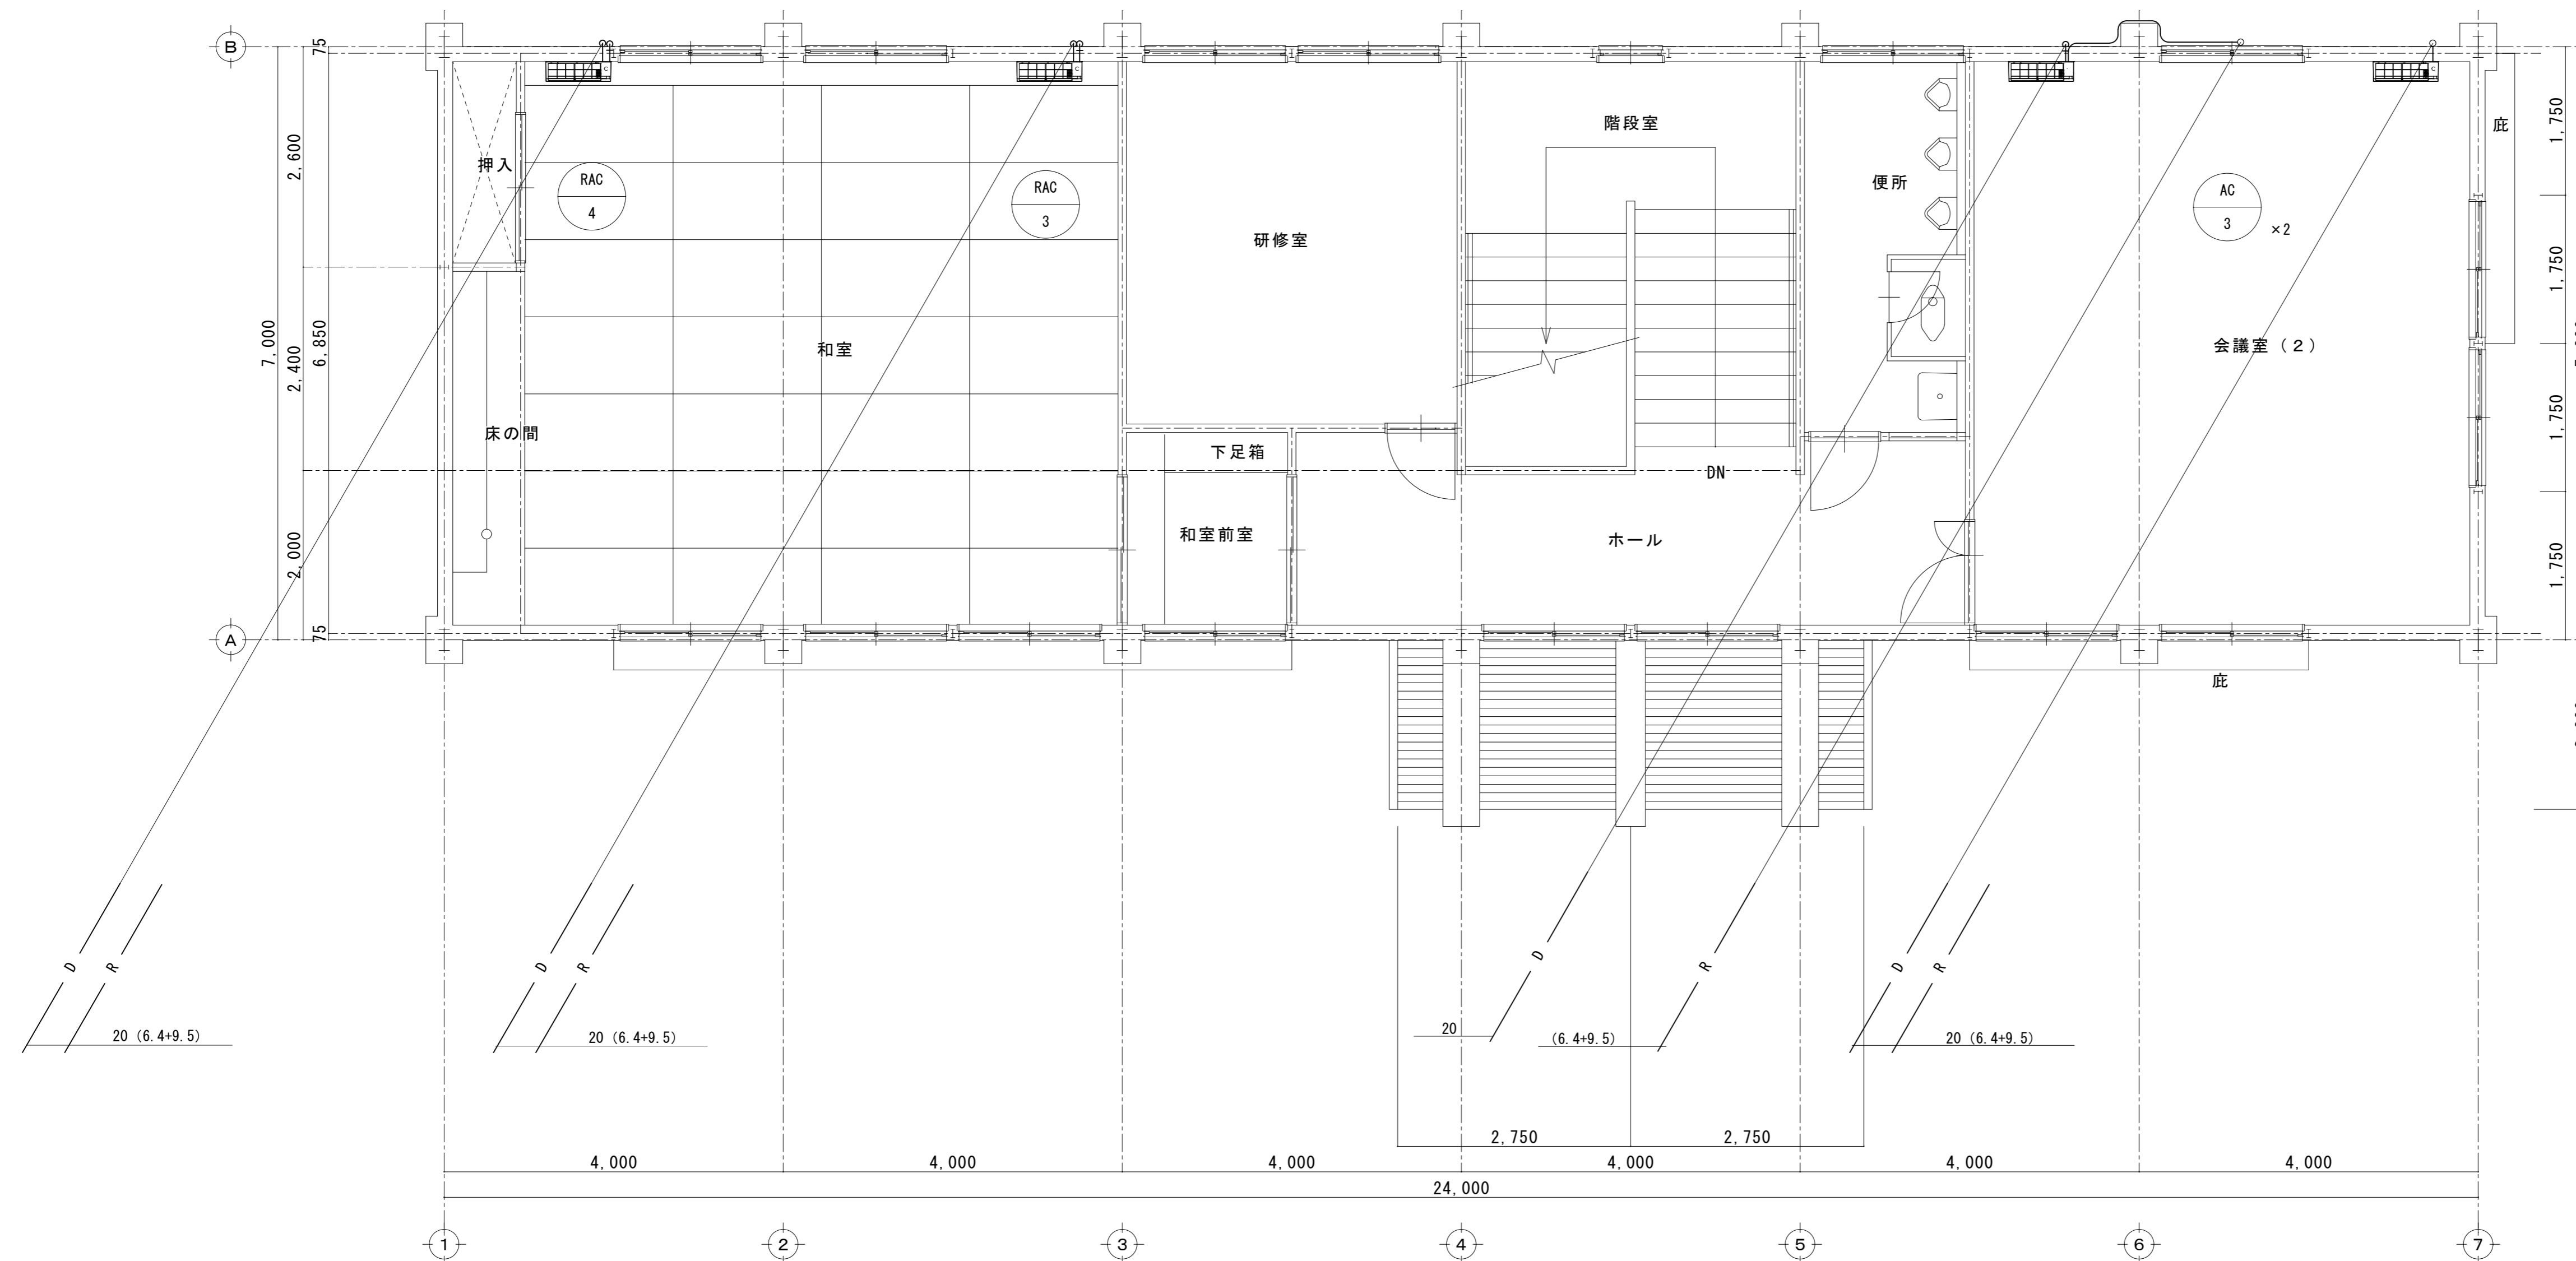 B
75
2,600
7,000
2,400
6,850
2,000
A
75
押入
RAC
4
RAC
3
和室
床の間
研修室
下足箱
和室前室
階段室
DN
便所
ホール
AC
3
×2
会議室(2)
庇
庇
1,750
1,750
1,750
1,750
D
R
20 (6.4+9.5)
D
R
20 (6.4+9.5)
D
20
R
(6.4+9.5)
D
R
20 (6.4+9.5)
2,750
2,750
4,000
4,000
4,000
4,000
4,000
4,000
24,000
1
2
3
4
5
6
7